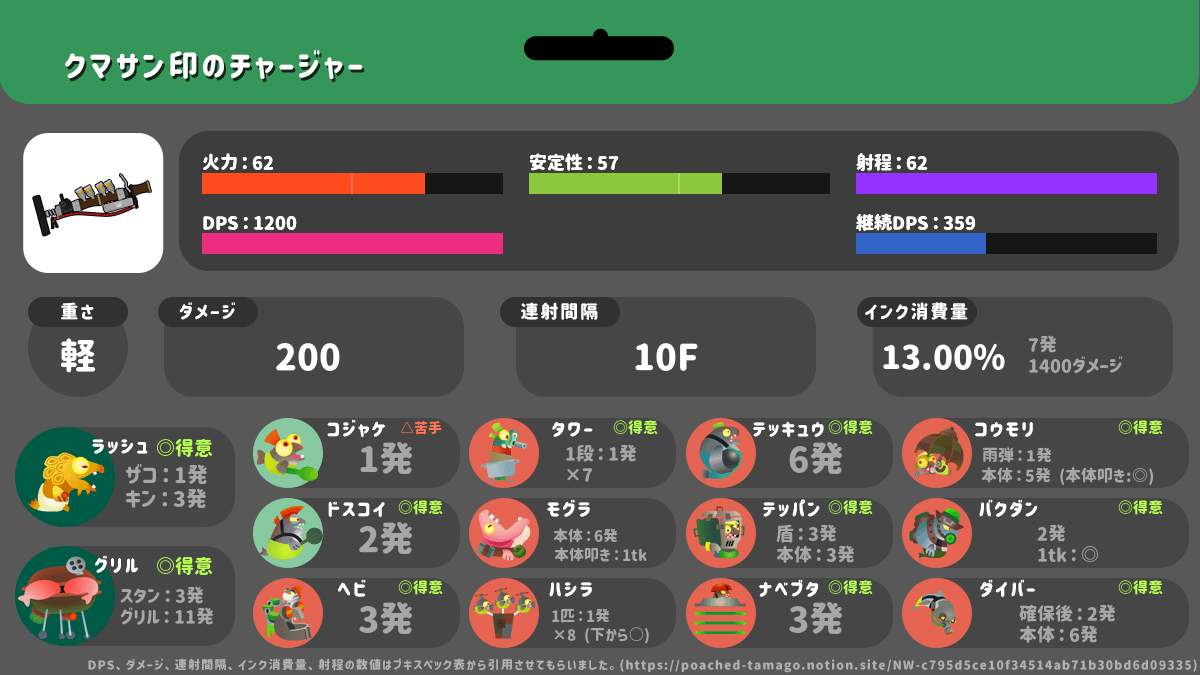 クマサン印のチャージャー
火力：62
安定性：57
射程：62
DPS：1200
継続DPS：359
重さ
軽
ダメージ
200
連射間隔
10F
インク消費量
13.00%
7発
1400ダメージ
ラッシュ ◎得意
ザコ：1発
キン：3発
グリル ◎得意
スタン：3発
グリル：11発
コジャケ △苦手
1発
ドスコイ ◎得意
2発
ヘビ ◎得意
3発
タワー ◎得意
1段：1発
×7
モグラ
本体：6発
本体叩き：1tk
ハシラ
1匹：1発
×8 (下から○)
テッキュウ ◎得意
6発
テッパン ◎得意
盾：3発
本体：3発
ナベブタ ◎得意
3発
コウモリ ◎得意
雨弾：1発
本体：5発 (本体叩き:◎)
バクダン ◎得意
2発
1tk：◎
ダイバー ◎得意
確保後：2発
本体：6発
DPS、ダメージ、連射間隔、インク消費量、射程の数値はブキスペック表から引用させてもらいました。(https://poached-tamago.notion.site/NW-c795d5ce10f34514ab71b30bd6d09335)